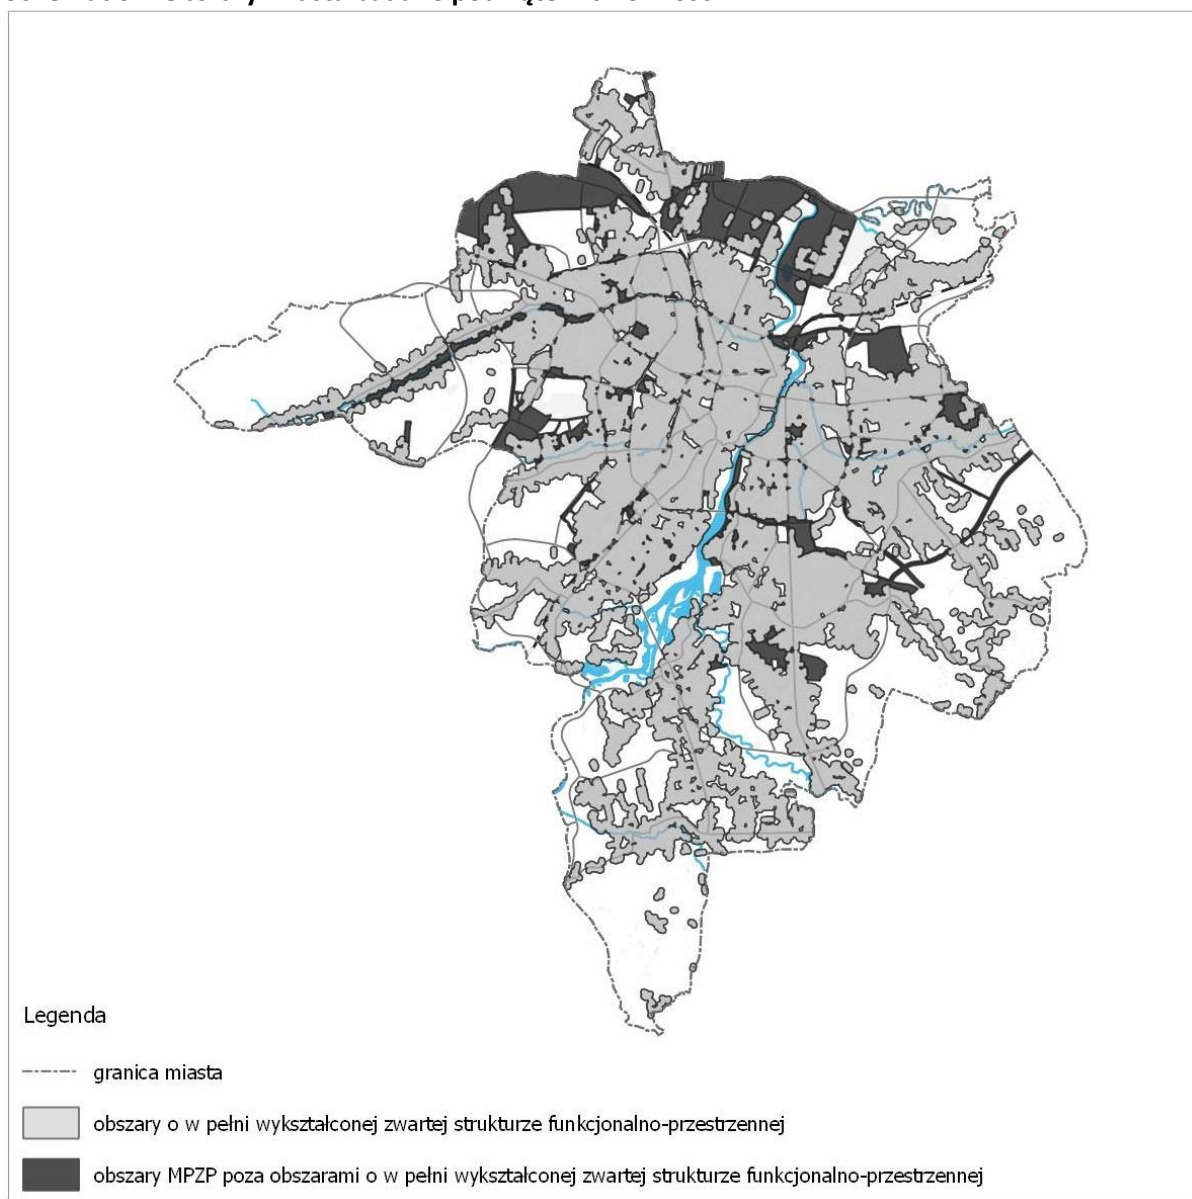 Legenda
granica miasta
obszary o w pełni wykształconej zwartej strukturze funkcjonalno-przestrzennej
obszary MPZP poza obszarami o w pełni wykształconej zwartej strukturze funkcjonalno-przestrzennej